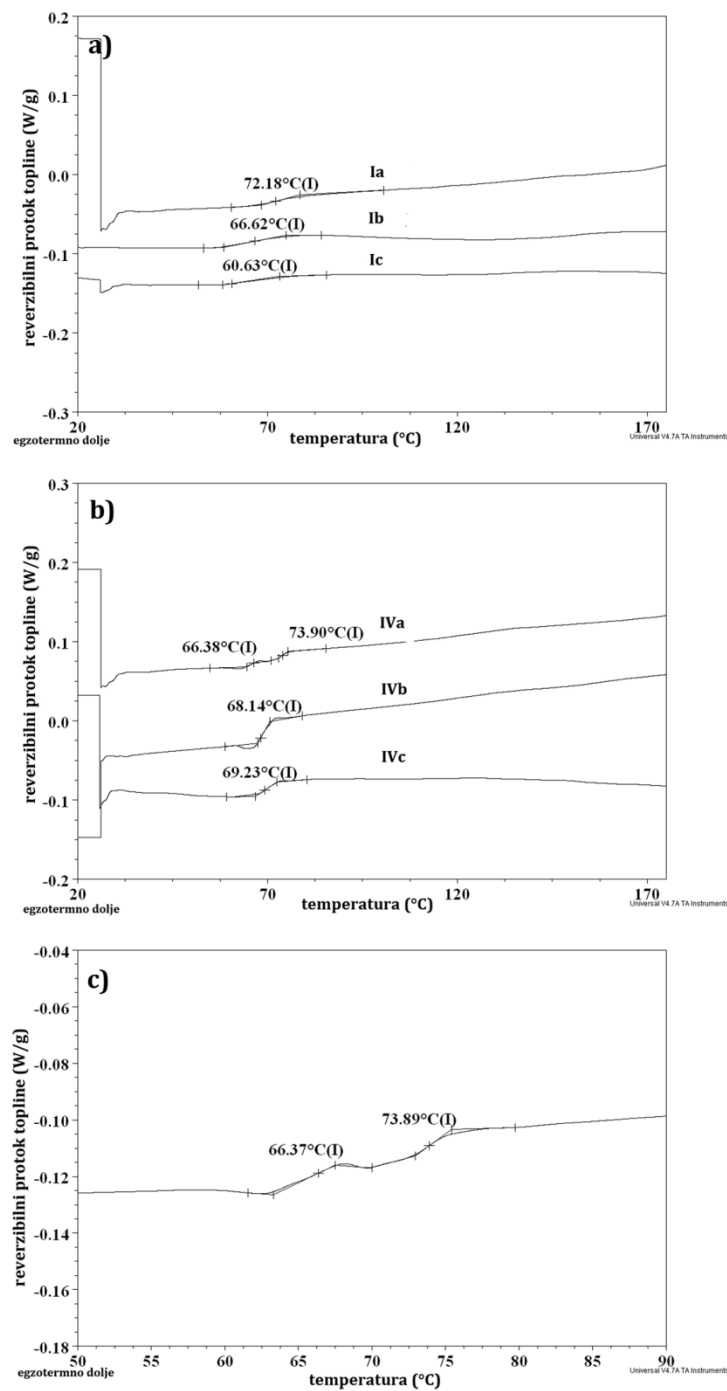 a)
0.2
0.1
0.0
-0.1
-0.2
-0.3
reverzibilni protok topline (W/g)
Ia
72.18°C(I)
Ib
66.62°C(I)
Ic
60.63°C(I)
20 70 120 170
egzotermno dolje temperatura (°C) Universal V4.7A TA Instruments
b)
0.3
0.2
0.1
0.0
-0.1
-0.2
reverzibilni protok topline (W/g)
IVa
66.38°C(I) 73.90°C(I)
IVb
68.14°C(I)
IVc
69.23°C(I)
20 70 120 170
egzotermno dolje temperatura (°C) Universal V4.7A TA Instruments
c)
-0.04
-0.06
-0.08
-0.10
-0.12
-0.14
-0.16
-0.18
reverzibilni protok topline (W/g)
73.89°C(I)
66.37°C(I)
50 55 60 65 70 75 80 85 90
egzotermno dolje temperatura (°C) Universal V4.7A TA Instruments